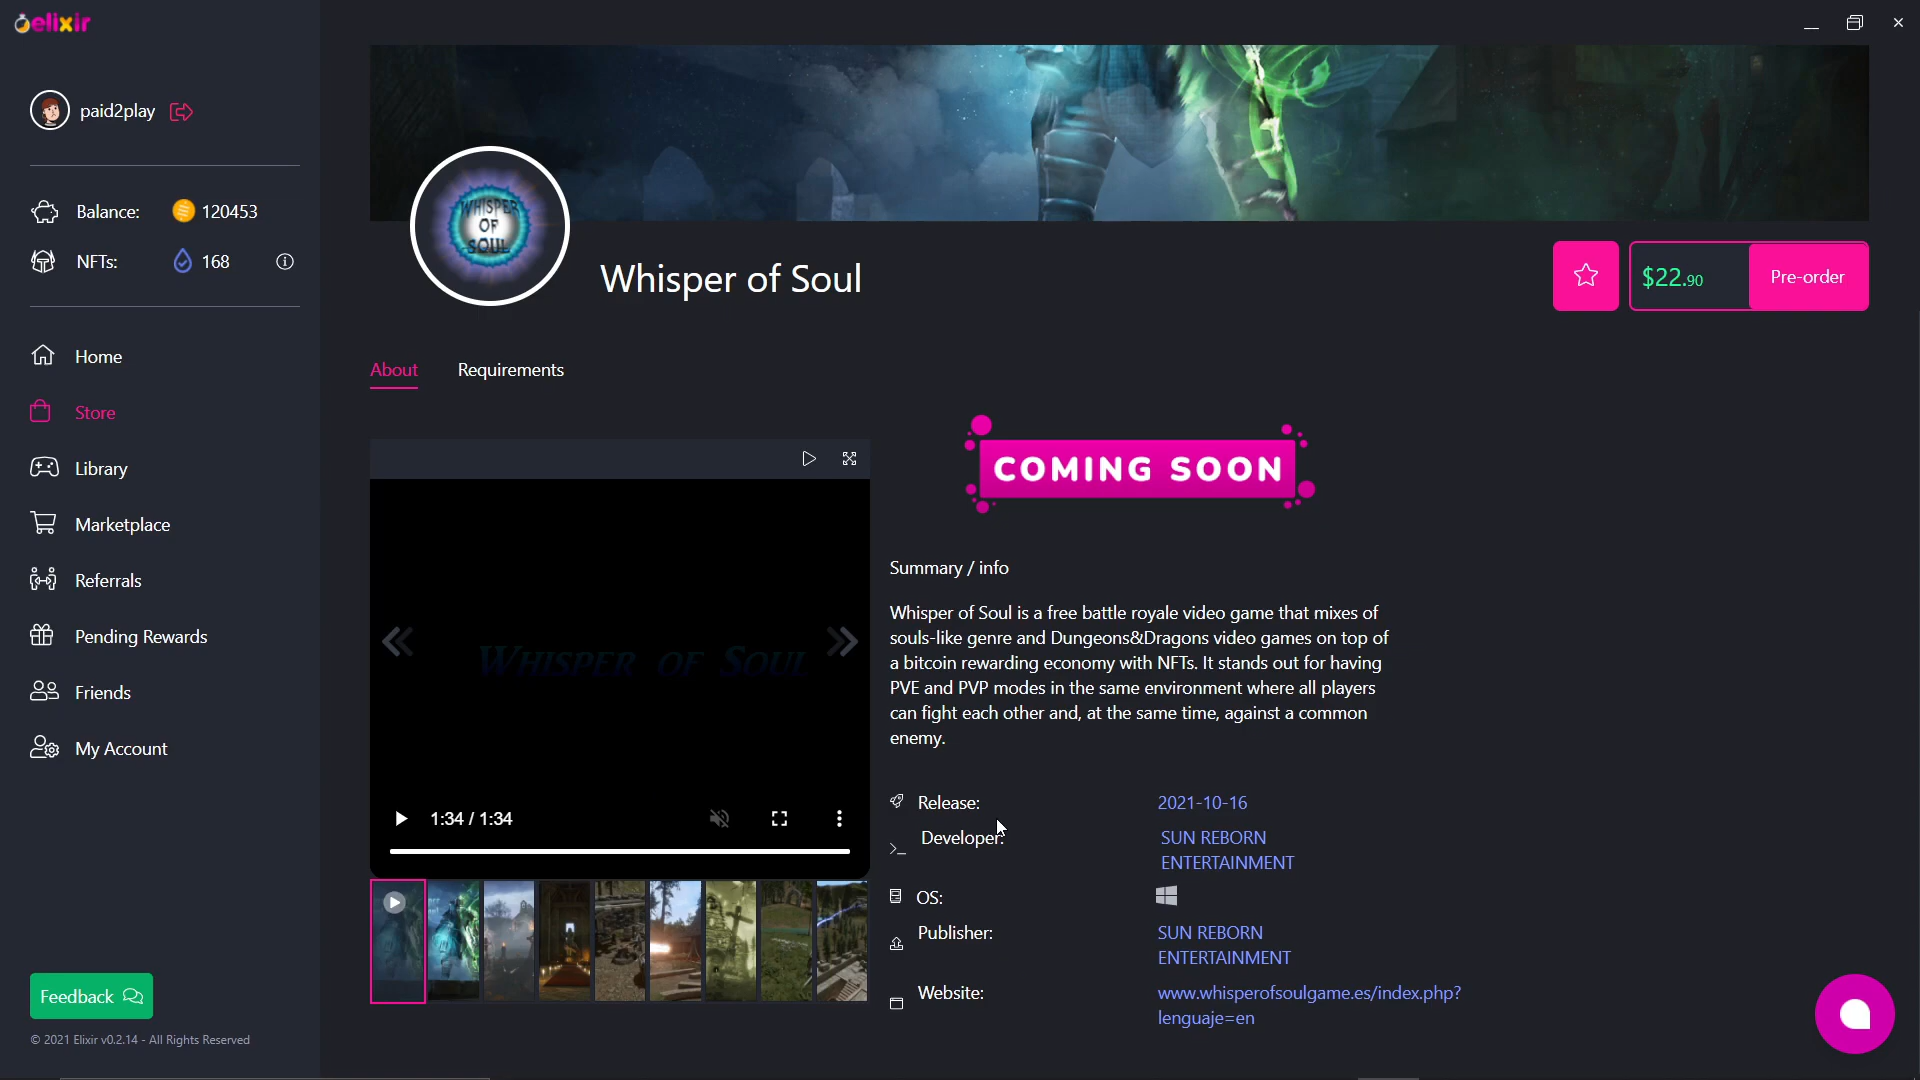 elixir
paid2play
Balance: 120453
NFTs: 168
Home
Store
Library
Marketplace
Referrals
Pending Rewards
Friends
My Account
Feedback
© 2021 Elixir v0.2.14 - All Rights Reserved
WHISPER
OF
SOUL
Whisper of Soul
$22.90
Pre-order
About
Requirements
WHISPER OF SOUL
1:34 / 1:34
COMING SOON
Summary / info
Whisper of Soul is a free battle royale video game that mixes of
souls-like genre and Dungeons&Dragons video games on top of
a bitcoin rewarding economy with NFTs. It stands out for having
PVE and PVP modes in the same environment where all players
can fight each other and, at the same time, against a common
enemy.
Release: 2021-10-16
Developer: SUN REBORN
ENTERTAINMENT
OS:
Publisher: SUN REBORN
ENTERTAINMENT
Website: www.whisperofsoulgame.es/index.php?
lenguaje=en